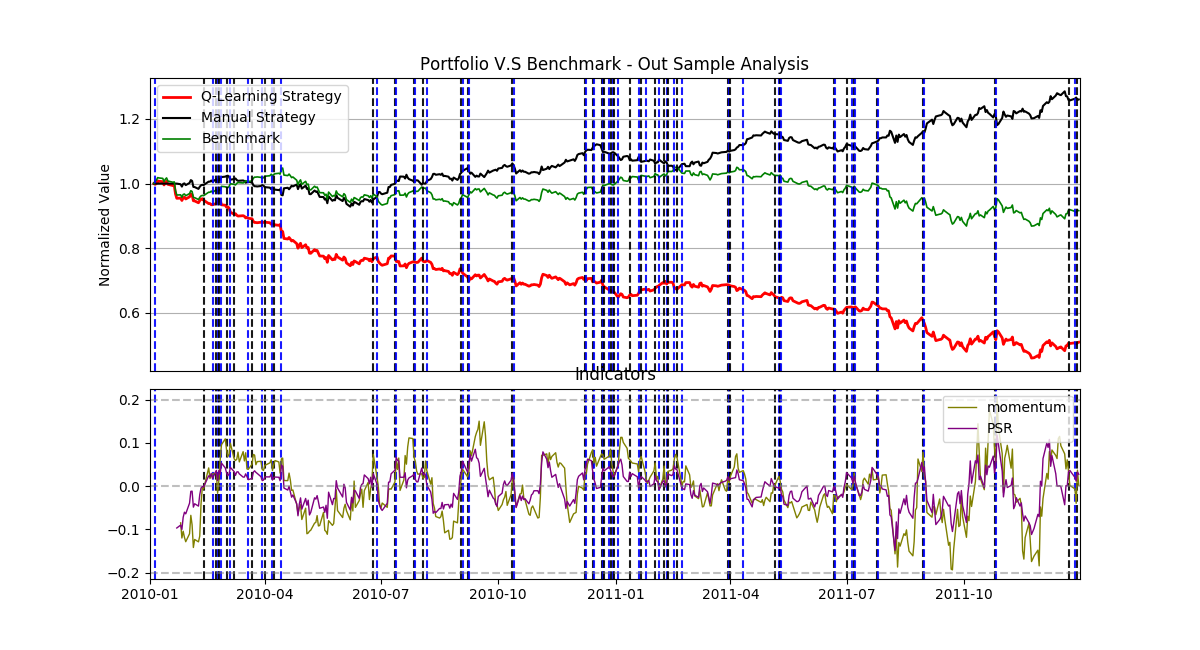 Portfolio V.S Benchmark - Out Sample Analysis
Q-Learning Strategy
Manual Strategy
Benchmark
Normalized Value
1.2
1.0
0.8
0.6
Indicators
momentum
PSR
0.2
0.1
0.0
−0.1
−0.2
2010-01 2010-04 2010-07 2010-10 2011-01 2011-04 2011-07 2011-10